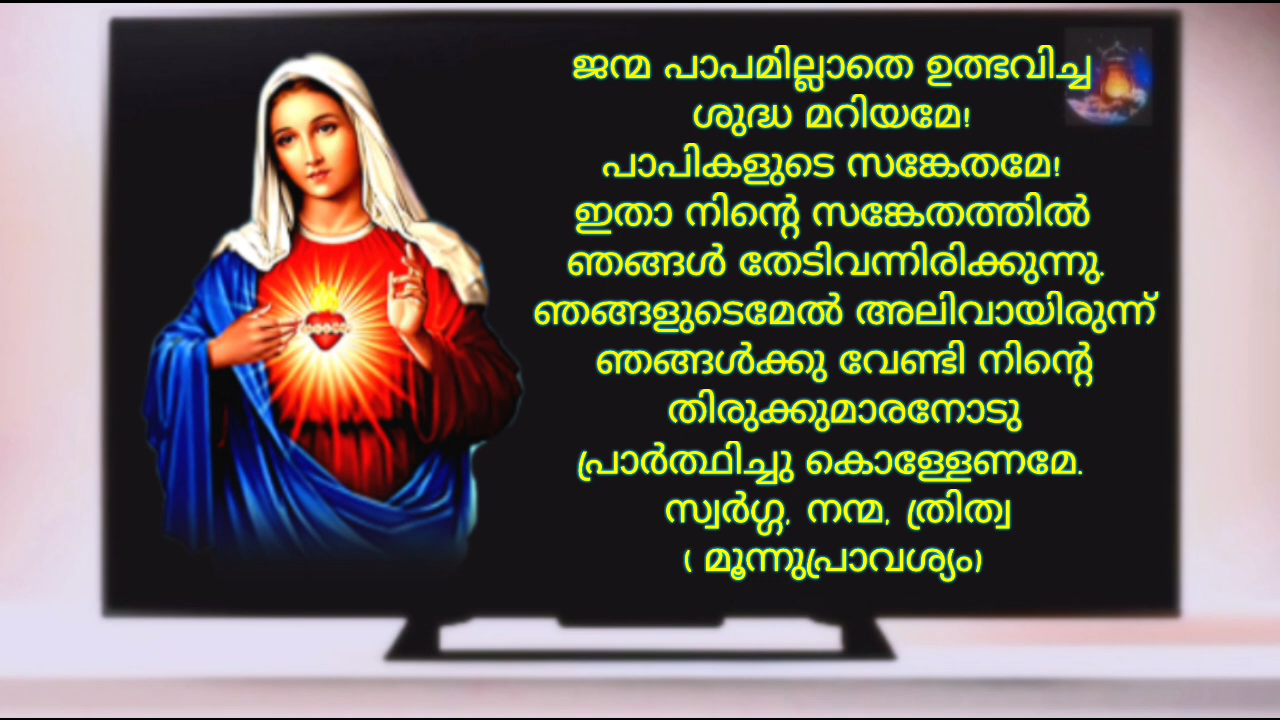 ജന്മ പാപമില്ലാതെ ഉത്ഭവിച്ച
ശുദ്ധ മറിയമേ!
പാപികളുടെ സങ്കേതമേ!
ഇതാ നിന്റെ സങ്കേതത്തിൽ
ഞങ്ങൾ തേടിവന്നിരിക്കുന്നു.
ഞങ്ങളുടെമേൽ അലിവായിരുന്ന്
ഞങ്ങൾക്കു വേണ്ടി നിന്റെ
തിരുക്കുമാരനോടു
പ്രാർത്ഥിച്ചു കൊള്ളേണമേ.
സ്വർഗ്ഗ, നന്മ, ത്രിത്വ
( മൂന്നുപ്രാവശ്യം)